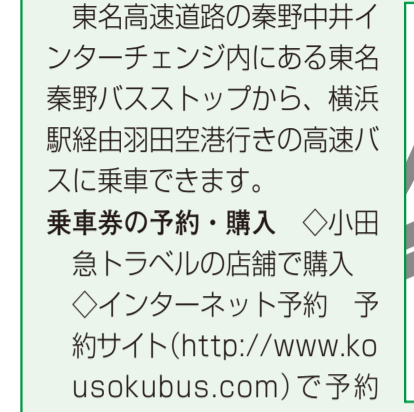 東名高速道路の秦野中井イ
ンターチェンジ内にある東名
秦野バスストップから、横浜
駅経由羽田空港行きの高速バ
スに乗車できます。
乗車券の予約・購入　◇小田
急トラベルの店舗で購入
◇インターネット予約　予
約サイト(http://www.ko
usokubus.com)で予約